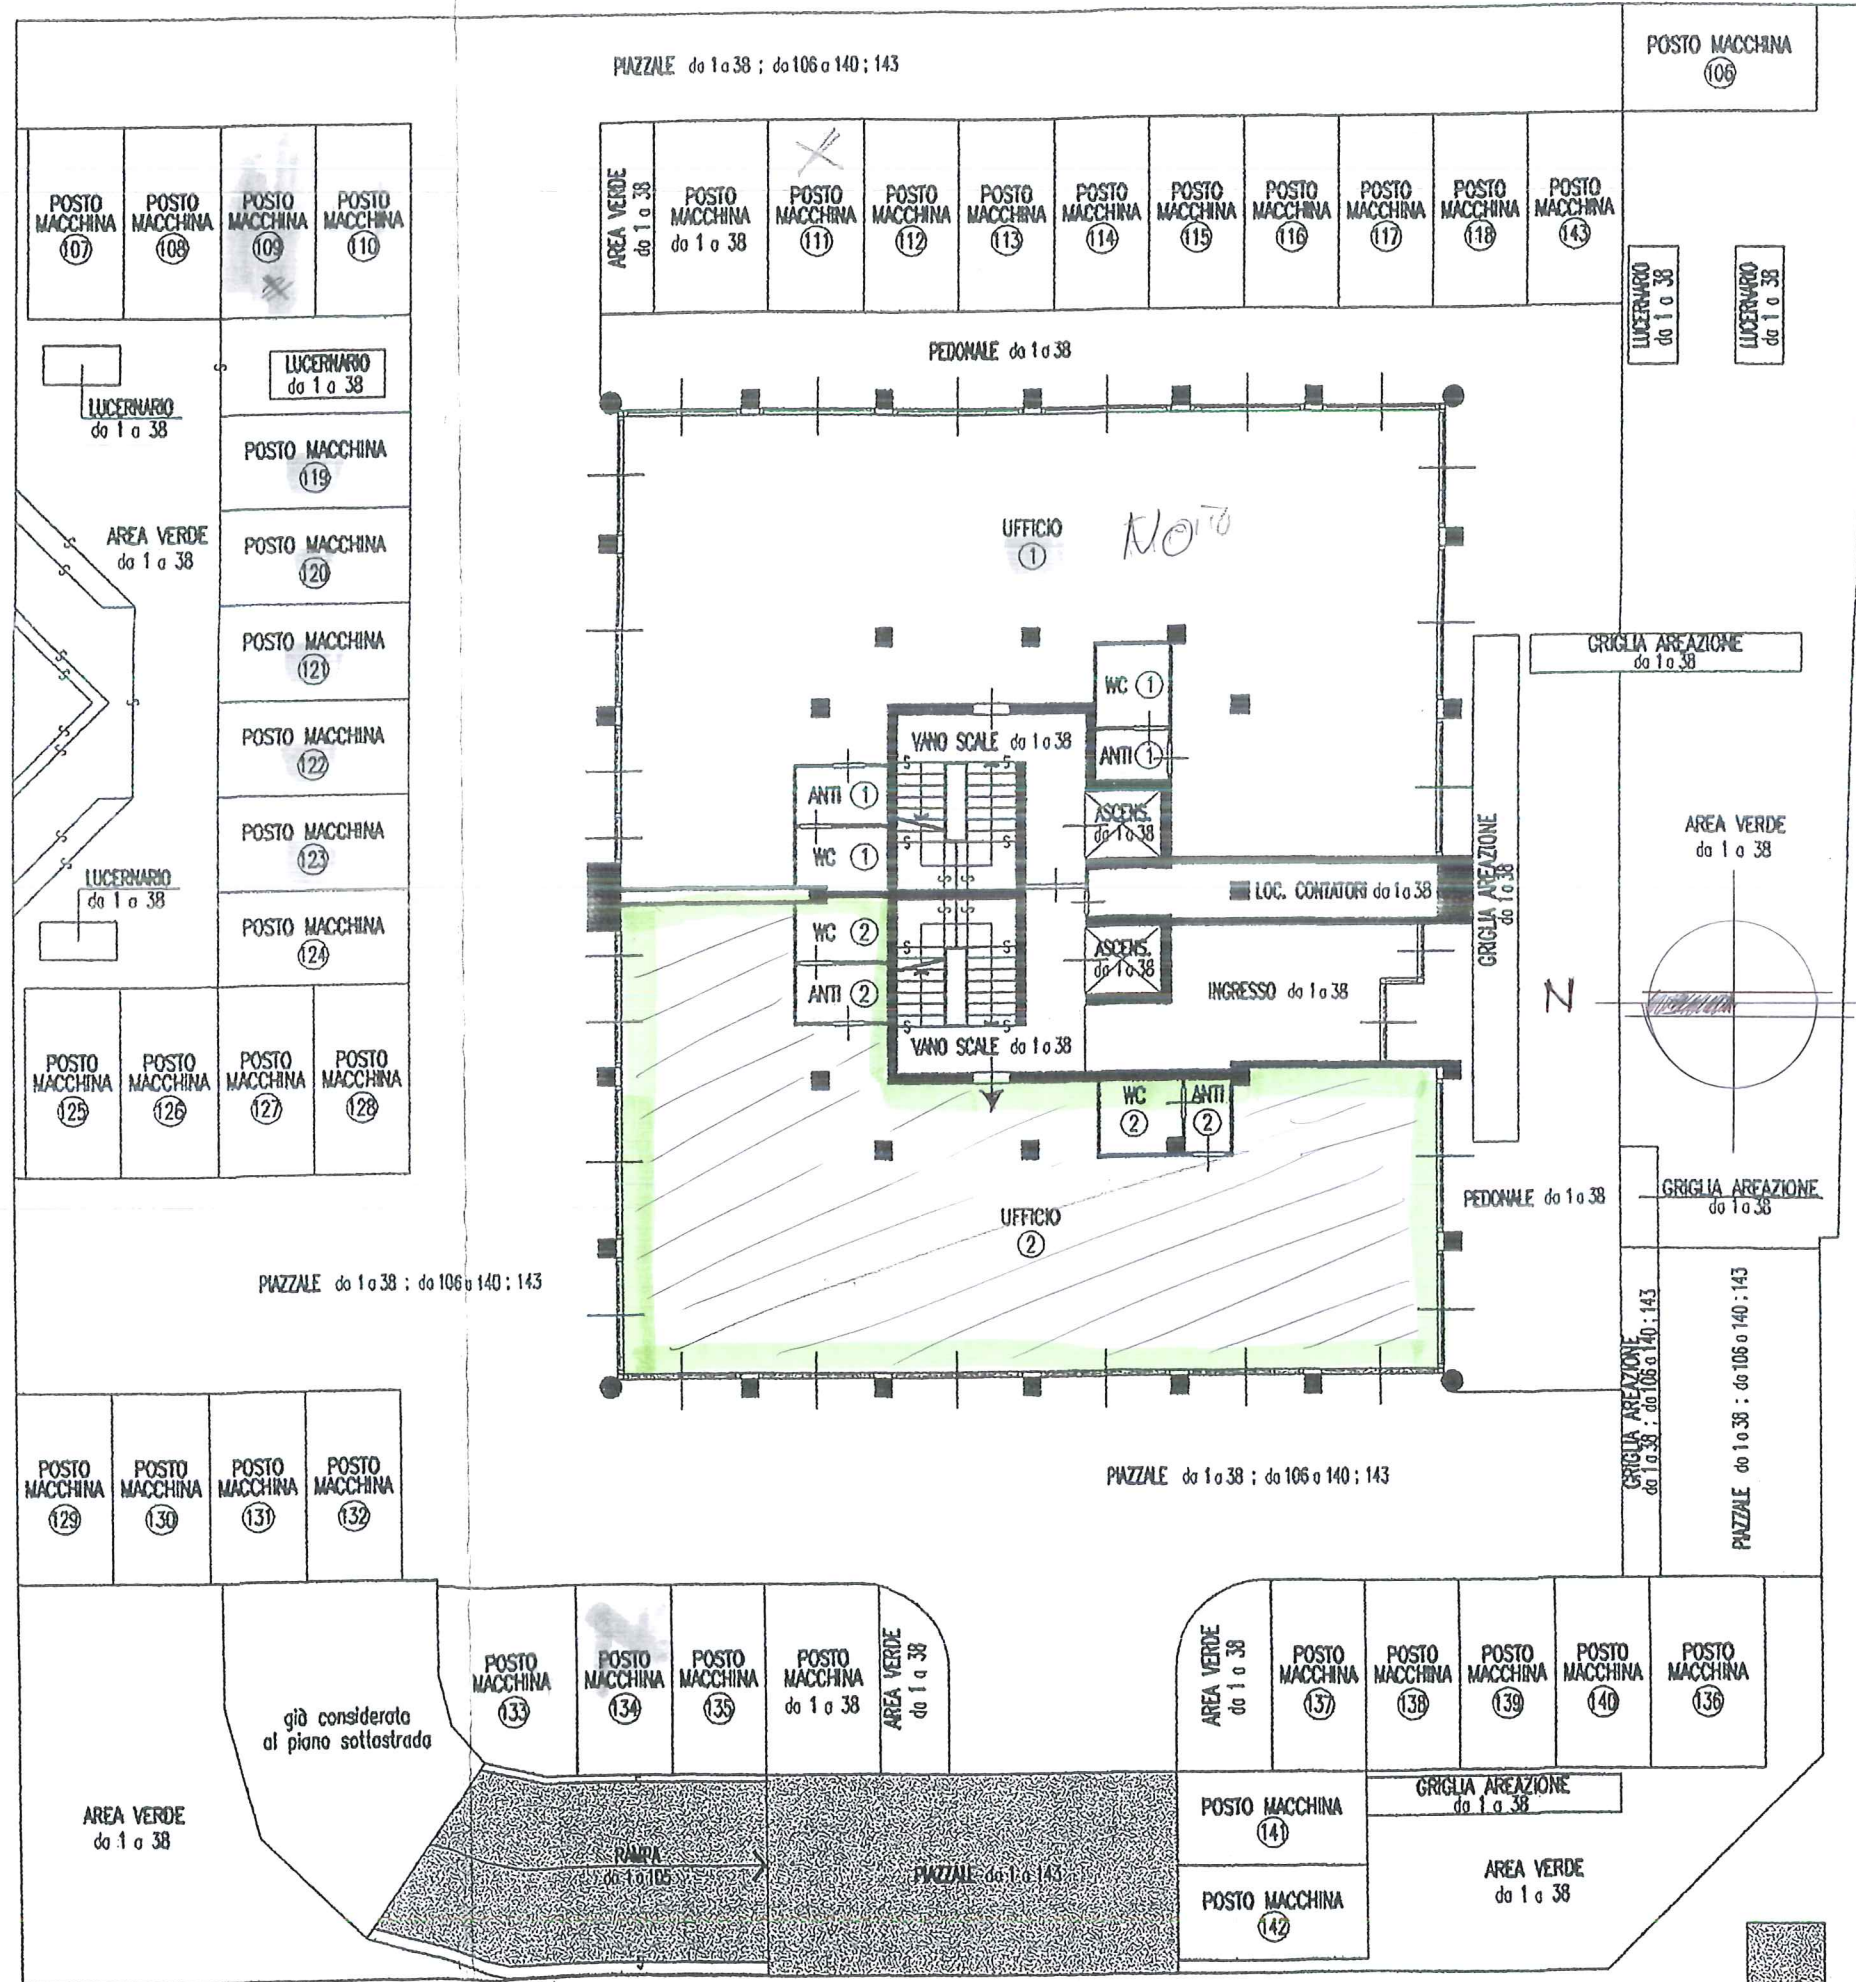 PIAZZALE da 1 a 38 ; da 106 a 140 ; 143
POSTO MACCHINA
106
POSTO
MACCHINA
107
POSTO
MACCHINA
108
POSTO
MACCHINA
109
POSTO
MACCHINA
110
AREA VERDE
da 1 a 38
POSTO
MACCHINA
da 1 a 38
POSTO
MACCHINA
111
POSTO
MACCHINA
112
POSTO
MACCHINA
113
POSTO
MACCHINA
114
POSTO
MACCHINA
115
POSTO
MACCHINA
116
POSTO
MACCHINA
117
POSTO
MACCHINA
118
POSTO
MACCHINA
143
LUCERNARIO
da 1 a 38
LUCERNARIO
da 1 a 38
PEDONALE da 1 a 38
LUCERNARIO
da 1 a 38
LUCERNARIO
da 1 a 38
POSTO MACCHINA
119
AREA VERDE
da 1 a 38
POSTO MACCHINA
120
POSTO MACCHINA
121
POSTO MACCHINA
122
POSTO MACCHINA
123
LUCERNARIO
da 1 a 38
POSTO MACCHINA
124
UFFICIO
1
WC 1
ANTI 1
VANO SCALE da 1 a 38
ANTI 1
WC 1
ASCENS.
da 1 a 38
LOC. CONTATORI da 1 a 38
WC 2
ANTI 2
ASCENS.
da 1 a 38
INGRESSO da 1 a 38
VANO SCALE da 1 a 38
WC
2
ANTI
2
UFFICIO
2
GRIGLIA AREAZIONE
da 1 a 38
GRIGLIA AREAZIONE
da 1 a 38
AREA VERDE
da 1 a 38
N
PEDONALE da 1 a 38
GRIGLIA AREAZIONE
da 1 a 38
POSTO
MACCHINA
125
POSTO
MACCHINA
126
POSTO
MACCHINA
127
POSTO
MACCHINA
128
PIAZZALE da 1 a 38 ; da 106 a 140 ; 143
GRIGLIA AREAZIONE
da 1 a 38 ; da 106 a 140 ; 143
PIAZZALE da 1 a 38 ; da 106 a 140 ; 143
POSTO
MACCHINA
129
POSTO
MACCHINA
130
POSTO
MACCHINA
131
POSTO
MACCHINA
132
PIAZZALE da 1 a 38 ; da 106 a 140 ; 143
già considerata
al piano sottostrada
POSTO
MACCHINA
133
POSTO
MACCHINA
134
POSTO
MACCHINA
135
POSTO
MACCHINA
da 1 a 38
AREA VERDE
da 1 a 38
AREA VERDE
da 1 a 38
POSTO
MACCHINA
137
POSTO
MACCHINA
138
POSTO
MACCHINA
139
POSTO
MACCHINA
140
POSTO
MACCHINA
136
AREA VERDE
da 1 a 38
RAMPA
da 1 a 105
PIAZZALE da 1 a 143
POSTO MACCHINA
141
GRIGLIA AREAZIONE
da 1 a 38
POSTO MACCHINA
142
AREA VERDE
da 1 a 38